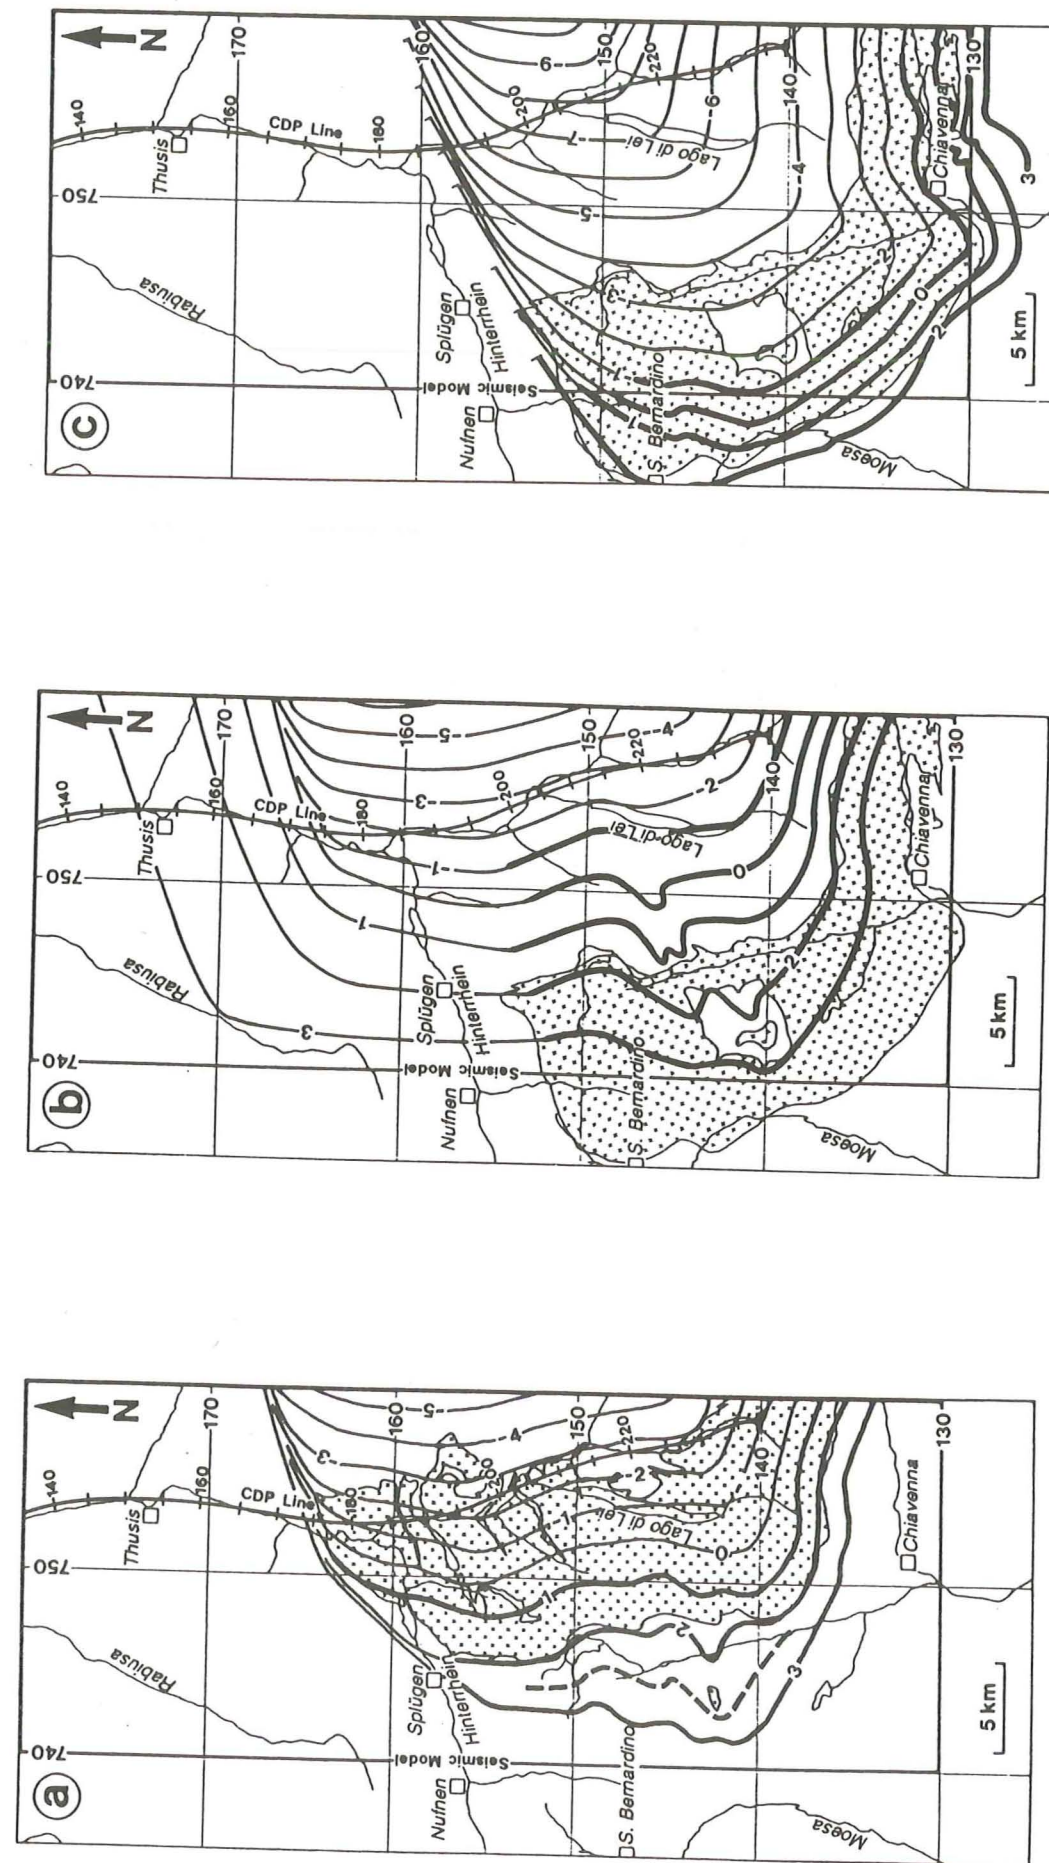 a
N
140
Thusis
160
170
CDP Line
180
160
200
150
220
140
130
750
740
Rabiusa
Splügen
Hinterrhein
Nufnen
Seismic Model
S. Bernardino
Lago di Lei
Chiavenna
Moesa
-5
-4
-3
-2
-1
0
1
2
3
5 km
b
N
140
Thusis
160
170
CDP Line
180
160
200
150
220
140
130
750
740
Rabiusa
Splügen
Hinterrhein
Nufnen
Seismic Model
S. Bernardino
Lago di Lei
Chiavenna
Moesa
-5
-4
-3
-2
-1
0
1
2
3
3
5 km
c
N
140
Thusis
160
170
CDP Line
180
160
200
150
220
140
130
750
740
Rabiusa
Splügen
Hinterrhein
Nufnen
Seismic Model
S. Bernardino
Lago di Lei
Chiavenna
Moesa
-9
-7
-6
-5
-4
-3
-2
-1
0
1
2
3
5 km